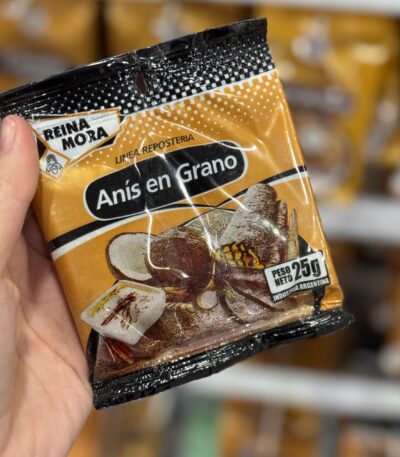 REINA
MORA
LINEA REPOSTERIA
Anís en Grano
PESO
NETO 25g
INDUSTRIA ARGENTINA